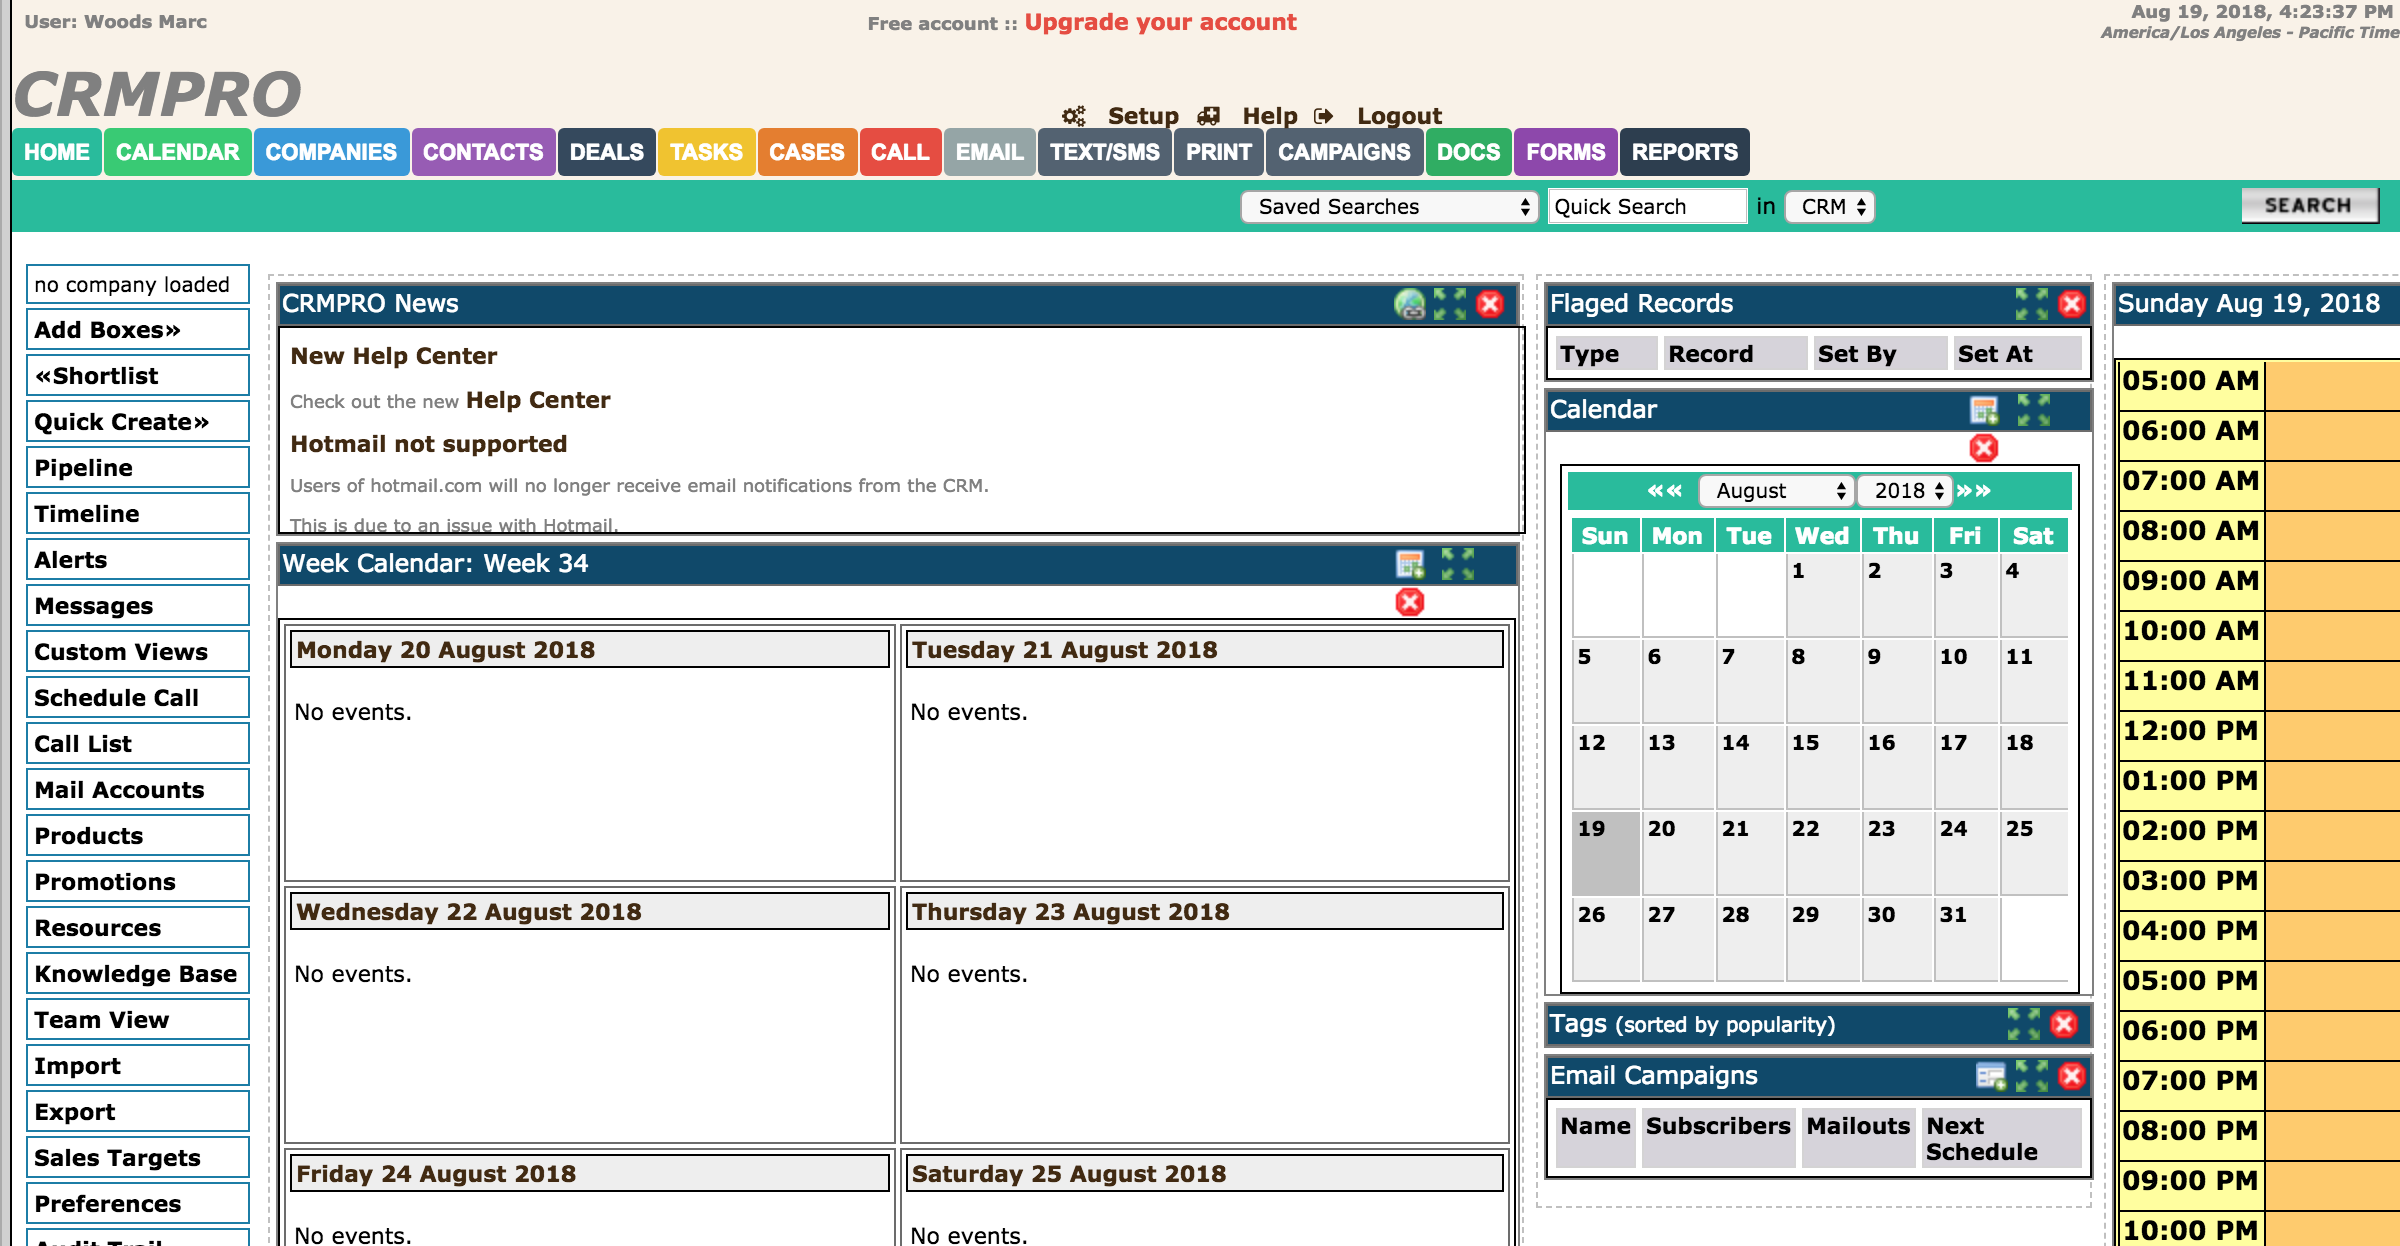 User: Woods Marc
Free account :: Upgrade your account
Aug 19, 2018, 4:23:37 PM
America/Los Angeles - Pacific Time
CRMPRO
Setup Help Logout
HOME CALENDAR COMPANIES CONTACTS DEALS TASKS CASES CALL EMAIL TEXT/SMS PRINT CAMPAIGNS DOCS FORMS REPORTS
Saved Searches Quick Search in CRM SEARCH
no company loaded
Add Boxes»
«Shortlist
Quick Create»
Pipeline
Timeline
Alerts
Messages
Custom Views
Schedule Call
Call List
Mail Accounts
Products
Promotions
Resources
Knowledge Base
Team View
Import
Export
Sales Targets
Preferences
Audit Trail
CRMPRO News
New Help Center
Check out the new Help Center
Hotmail not supported
Users of hotmail.com will no longer receive email notifications from the CRM.
This is due to an issue with Hotmail.
Week Calendar: Week 34
Monday 20 August 2018
No events.
Tuesday 21 August 2018
No events.
Wednesday 22 August 2018
No events.
Thursday 23 August 2018
No events.
Friday 24 August 2018
No events.
Saturday 25 August 2018
No events.
Flaged Records
Type Record Set By Set At
Calendar
«« August 2018 »»
Sun Mon Tue Wed Thu Fri Sat
1 2 3 4
5 6 7 8 9 10 11
12 13 14 15 16 17 18
19 20 21 22 23 24 25
26 27 28 29 30 31
Tags (sorted by popularity)
Email Campaigns
Name Subscribers Mailouts Next
Schedule
Sunday Aug 19, 2018
05:00 AM
06:00 AM
07:00 AM
08:00 AM
09:00 AM
10:00 AM
11:00 AM
12:00 PM
01:00 PM
02:00 PM
03:00 PM
04:00 PM
05:00 PM
06:00 PM
07:00 PM
08:00 PM
09:00 PM
10:00 PM